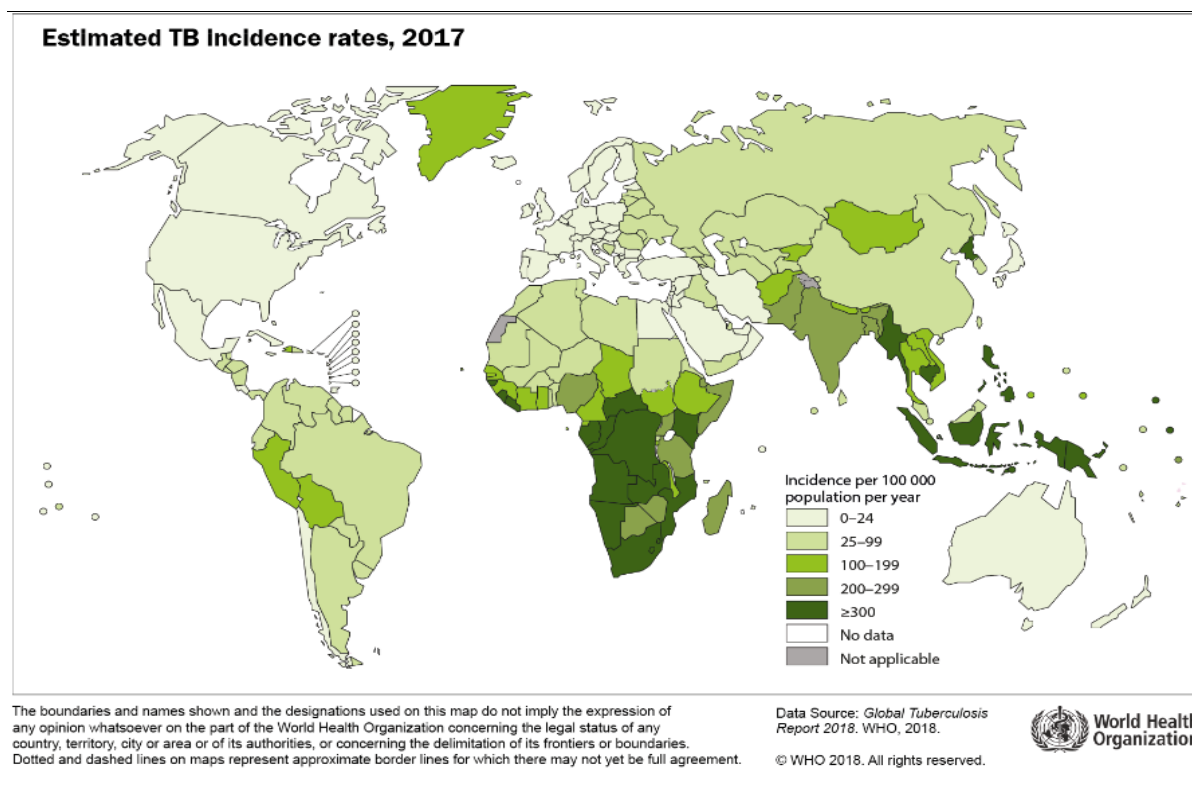 Estimated TB incidence rates, 2017
Incidence per 100 000
population per year
0–24
25–99
100–199
200–299
≥300
No data
Not applicable
The boundaries and names shown and the designations used on this map do not imply the expression of
any opinion whatsoever on the part of the World Health Organization concerning the legal status of any
country, territory, city or area or of its authorities, or concerning the delimitation of its frontiers or boundaries.
Dotted and dashed lines on maps represent approximate border lines for which there may not yet be full agreement.
Data Source: Global Tuberculosis
Report 2018. WHO, 2018.
© WHO 2018. All rights reserved.
World Health
Organization